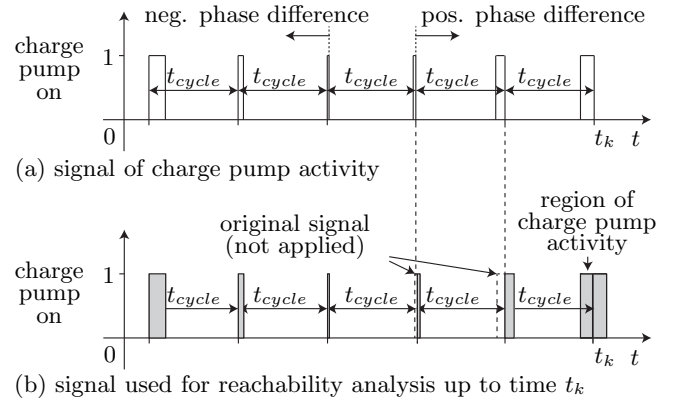 neg. phase difference
pos. phase difference
charge
pump
on
1
t_cycle
t_cycle
t_cycle
t_cycle
t_cycle
0
t_k
t
(a) signal of charge pump activity
original signal
(not applied)
region of
charge pump
activity
charge
pump
on
1
t_cycle
t_cycle
t_cycle
t_cycle
t_cycle
0
t_k
t
(b) signal used for reachability analysis up to time t_k